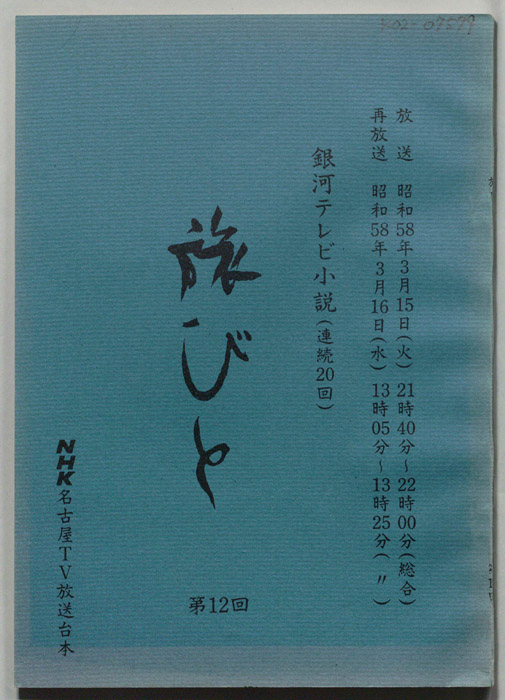 放送 昭和58年3月15日(火) 21時40分~22時00分(総合)
再放送 昭和58年3月16日(水) 13時05分~13時25分( 〃 )
銀河テレビ小説(連続20回)
旅びと
第12回
NHK名古屋TV放送台本